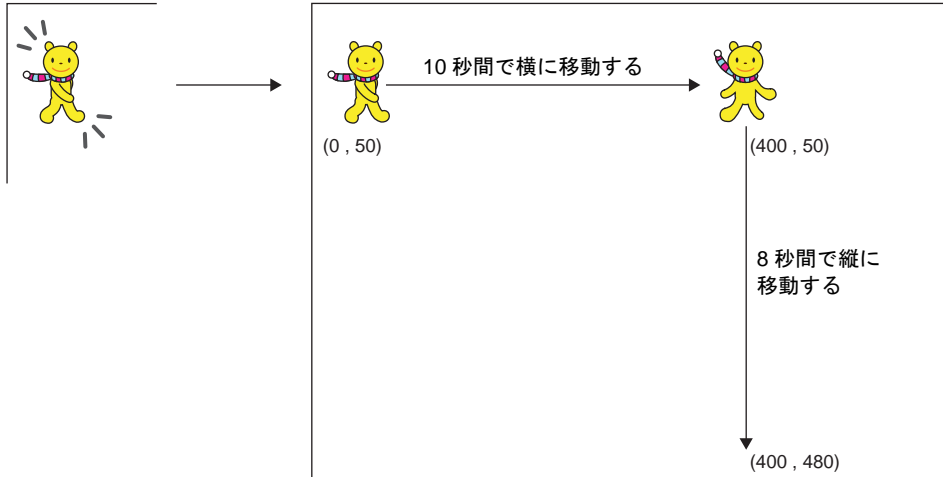 10 秒間で横に移動する
(0 , 50)
(400 , 50)
8 秒間で縦に
移動する
(400 , 480)